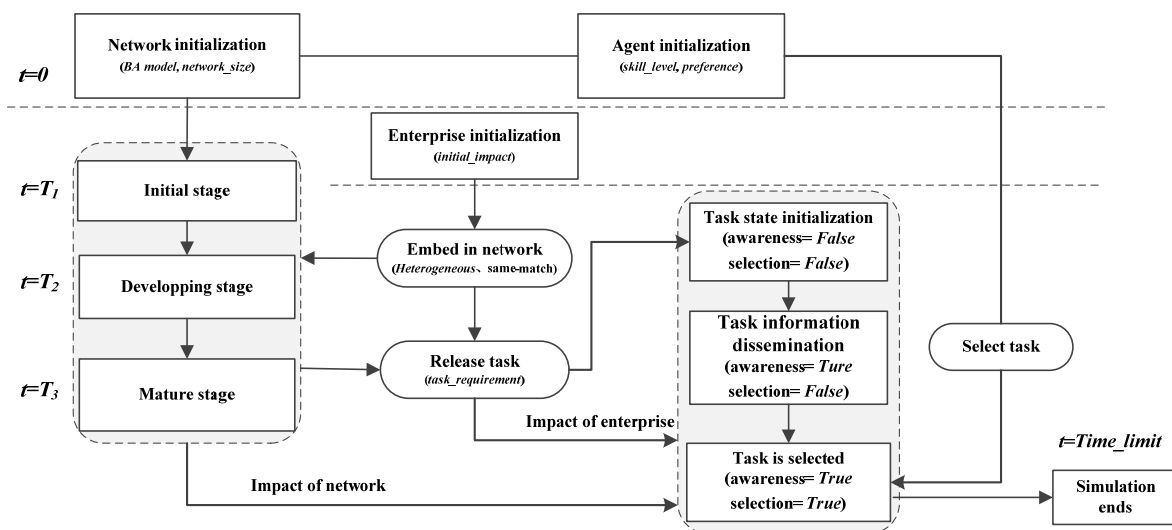 Network initialization
(BA model, network_size)
Agent initialization
(skill_level, preference)
t=0
Enterprise initialization
(initial_impact)
t=T1
Initial stage
Task state initialization
(awareness= False
selection= False)
Embed in network
(Heterogeneous、same-match)
t=T2
Developping stage
Task information
dissemination
(awareness= Ture
selection= False)
Select task
Release task
(task_requirement)
t=T3
Mature stage
Impact of enterprise
t=Time_limit
Task is selected
(awareness= True
selection= True)
Impact of network
Simulation
ends